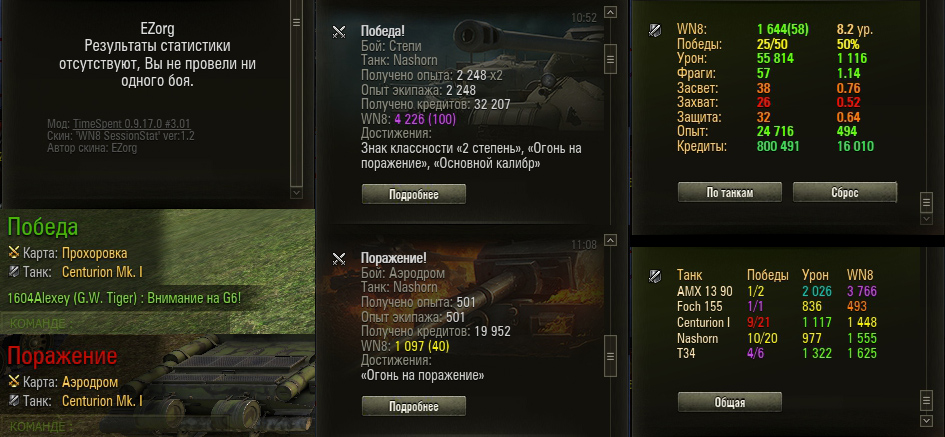 EZorg
Результаты статистики
отсутствуют, Вы не провели ни
одного боя.
Мод: TimeSpent 0.9.17.0 #3.01
Скин: 'WN8 SessionStat' ver:1.2
Автор скина: EZorg
Победа
Карта: Прохоровка
Танк: Centurion Mk. I
1604Alexey (G.W. Tiger) : Внимание на G6!
КОМАНДЕ :
Поражение
Карта: Аэродром
Танк: Centurion Mk. I
КОМАНДЕ :
10:52
Победа!
Бой: Степи
Танк: Nashorn
Получено опыта: 2 248 x2
Опыт экипажа: 2 248
Получено кредитов: 32 207
WN8: 4 226 (100)
Достижения:
Знак классности «2 степень», «Огонь на
поражение», «Основной калибр»
Подробнее
11:08
Поражение!
Бой: Аэродром
Танк: Nashorn
Получено опыта: 501
Опыт экипажа: 501
Получено кредитов: 19 952
WN8: 1 097 (40)
Достижения:
«Огонь на поражение»
Подробнее
WN8: 1 644(58) 8.2 ур.
Победы: 25/50 50%
Урон: 55 814 1 116
Фраги: 57 1.14
Засвет: 38 0.76
Захват: 26 0.52
Защита: 32 0.64
Опыт: 24 716 494
Кредиты: 800 491 16 010
По танкам Сброс
Танк Победы Урон WN8
AMX 13 90 1/2 2 026 3 766
Foch 155 1/1 836 493
Centurion I 9/21 1 117 1 448
Nashorn 10/20 977 1 555
T34 4/6 1 322 1 625
Общая